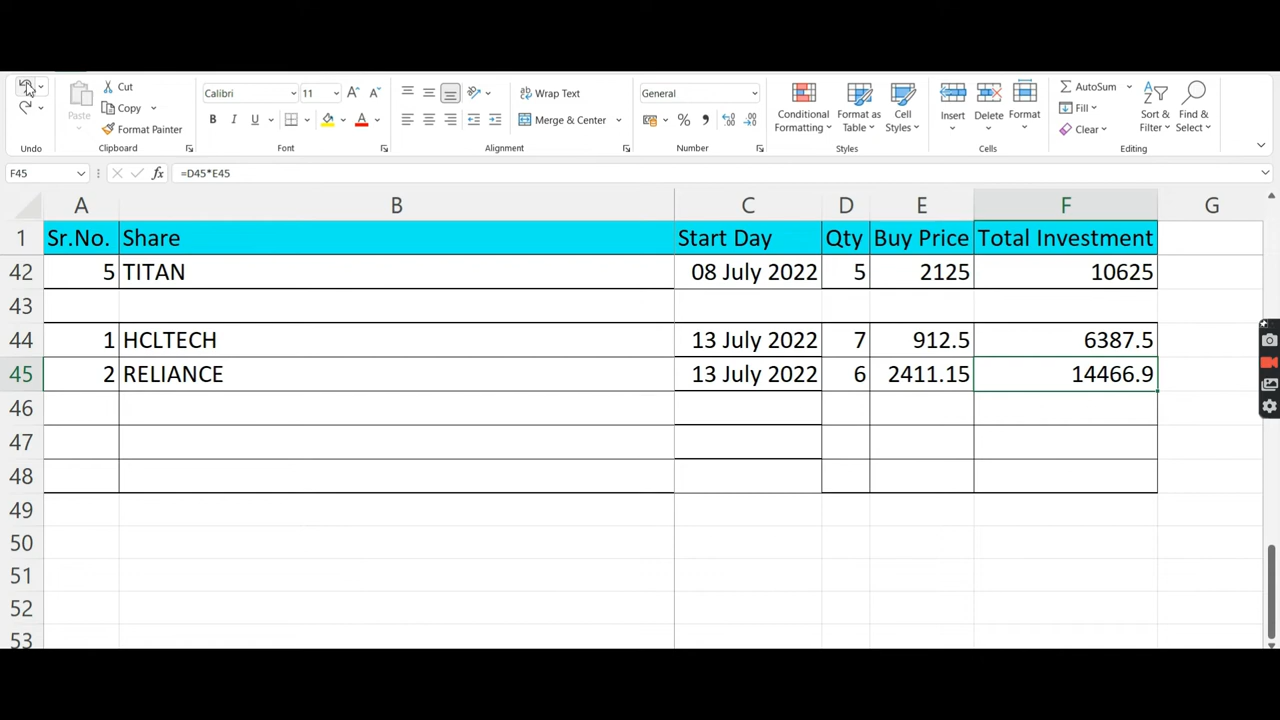 Cut
Calibri 11 Wrap Text General AutoSum
Copy Fill
Paste Conditional Format as Cell Insert Delete Format Sort & Find &
Format Painter B I U A Merge & Center % Formatting Table Styles Clear Filter Select
Undo Clipboard Font Alignment Number Styles Cells Editing
F45 fx =D45*E45
A B C D E F G
1 Sr.No. Share Start Day Qty Buy Price Total Investment
42 5 TITAN 08 July 2022 5 2125 10625
43
44 1 HCLTECH 13 July 2022 7 912.5 6387.5
45 2 RELIANCE 13 July 2022 6 2411.15 14466.9
46
47
48
49
50
51
52
53